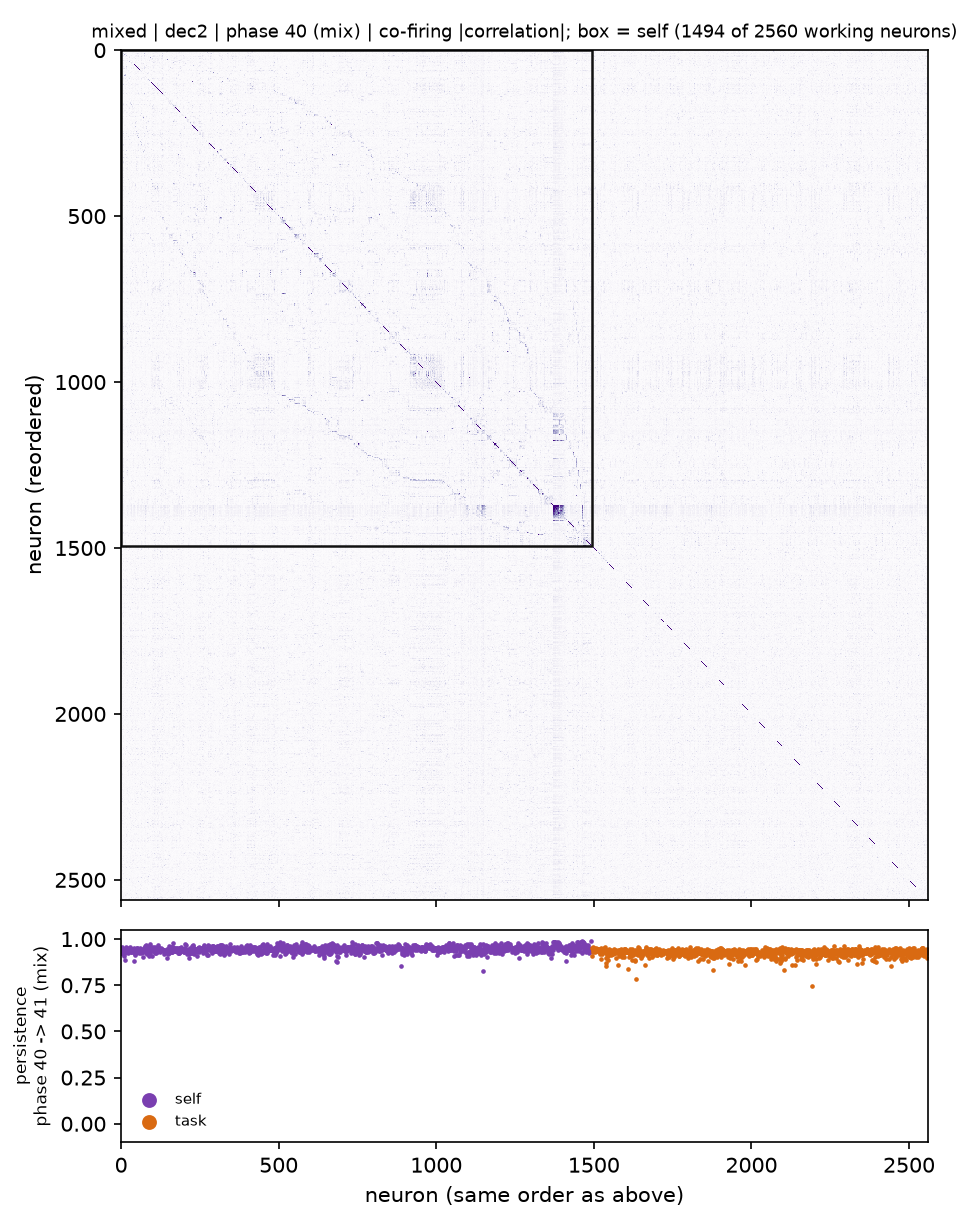 mixed | dec2 | phase 40 (mix) | co-firing |correlation|; box = self (1494 of 2560 working neurons)
0
500
1000
1500
2000
2500
neuron (reordered)
1.00
0.75
0.50
0.25
0.00
persistence
phase 40 -> 41 (mix)
self
task
0
500
1000
1500
2000
2500
neuron (same order as above)